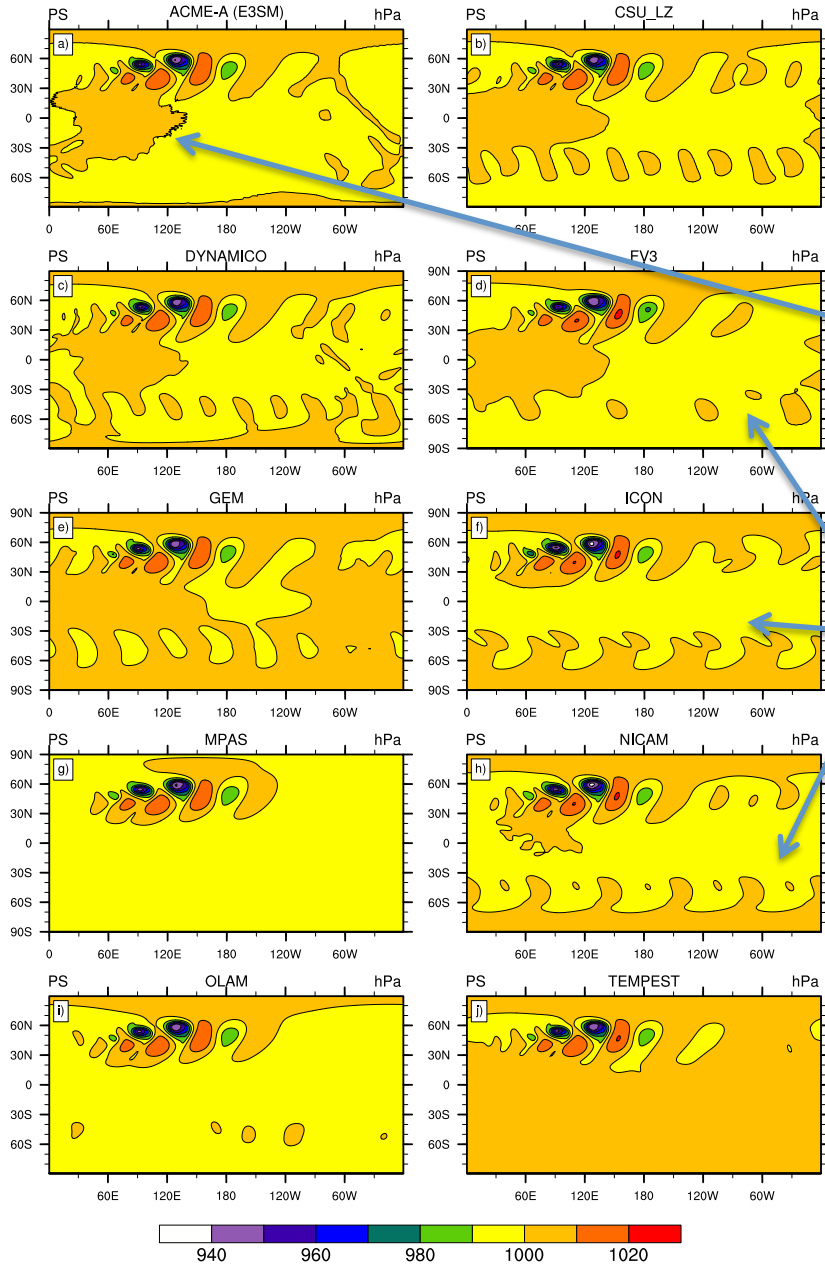 PS ACME-A (E3SM) hPa
a)
60N
30N
0
30S
60S
0 60E 120E 180 120W 60W
PS CSU_LZ hPa
b)
60N
30N
0
30S
60S
60E 120E 180 120W 60W
PS DYNAMICO hPa
c)
60N
30N
0
30S
60S
60E 120E 180 120W 60W
PS FV3 hPa
d)
90N
60N
30N
0
30S
60S
90S
60E 120E 180 120W 60W
PS GEM hPa
e)
90N
60N
30N
0
30S
60S
90S
0 60E 120E 180 120W 60W
PS ICON hPa
f)
90N
60N
30N
0
30S
60S
90S
0 60E 120E 180 120W 60W
PS MPAS hPa
g)
90N
60N
30N
0
30S
60S
90S
60E 120E 180 120W 60W
PS NICAM hPa
h)
90N
60N
30N
0
30S
60S
90S
60E 120E 180 120W 60W
PS OLAM hPa
i)
60N
30N
0
30S
60S
60E 120E 180 120W 60W
PS TEMPEST hPa
j)
60N
30N
0
30S
60S
60E 120E 180 120W 60W
940 960 980 1000 1020